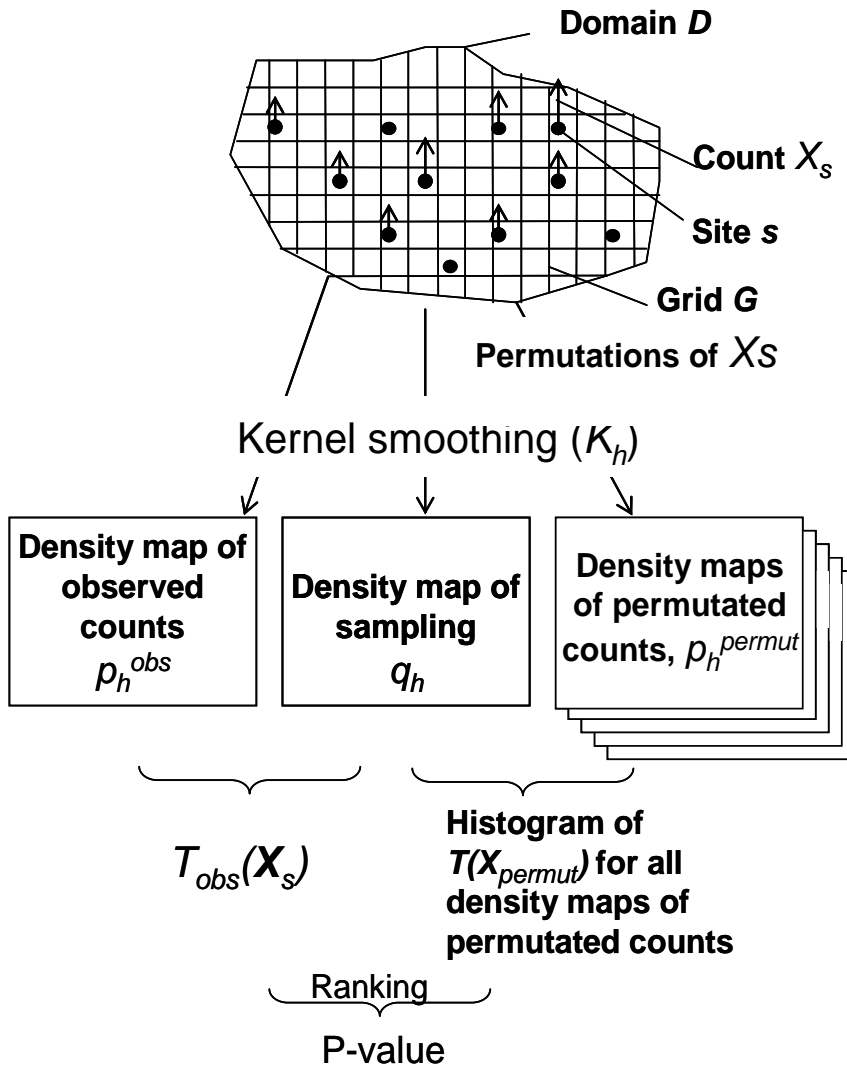 Domain D
Count Xs
Site s
Grid G
Permutations of Xs
Kernel smoothing (Kh)
Density map of
observed
counts
ph^obs
Density map of
sampling
qh
Density maps
of permutated
counts, ph^permut
Tobs(Xs)
Histogram of
T(Xpermut) for all
density maps of
permutated counts
Ranking
P-value